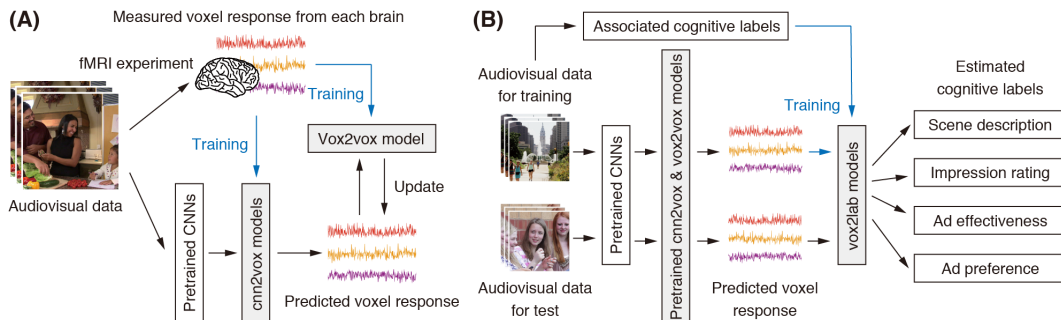 (A)
Measured voxel response from each brain
fMRI experiment
Training
Training
Vox2vox model
Update
Audiovisual data
Pretrained CNNs
cnn2vox models
Predicted voxel response
(B)
Associated cognitive labels
Audiovisual data
for training
Pretrained CNNs
Pretrained cnn2vox & vox2vox models
Training
Audiovisual data
for test
Predicted voxel
response
vox2lab models
Estimated
cognitive labels
Scene description
Impression rating
Ad effectiveness
Ad preference